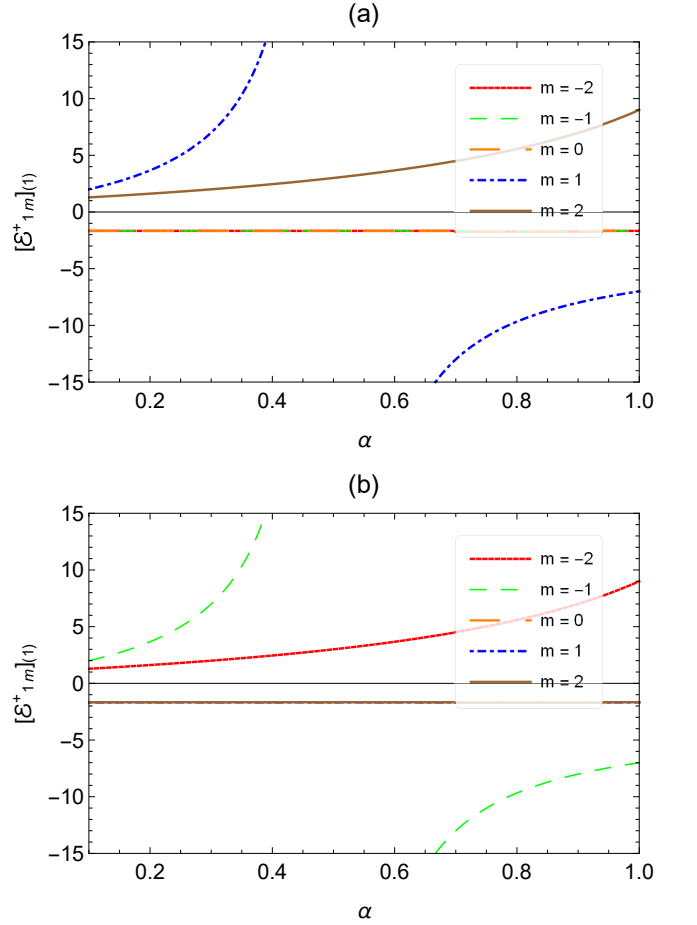 (a)
15
10
5
0
−5
−10
−15
[ℰ⁺₁ₘ]₍₁₎
m = −2
m = −1
m = 0
m = 1
m = 2
0.2 0.4 0.6 0.8 1.0
α
(b)
15
10
5
0
−5
−10
−15
[ℰ⁺₁ₘ]₍₁₎
m = −2
m = −1
m = 0
m = 1
m = 2
0.2 0.4 0.6 0.8 1.0
α